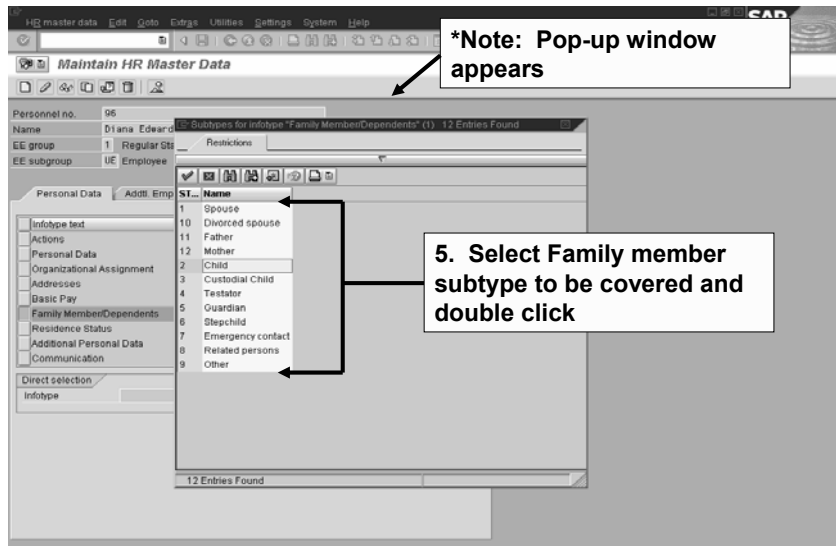 HR master data Edit Goto Extras Utilities Settings System Help
SAP
*Note: Pop-up window
appears
Maintain HR Master Data
Personnel no. 96
Name Diana Edward
EE group 1 Regular Sta
EE subgroup UE Employee
Personal Data Addtl. Emp
Infotype text
Actions
Personal Data
Organizational Assignment
Addresses
Basic Pay
Family Member/Dependents
Residence Status
Additional Personal Data
Communication
Direct selection
Infotype
Subtypes for infotype "Family Member/Dependents" (1) 12 Entries Found
Restrictions
ST... Name
1 Spouse
10 Divorced spouse
11 Father
12 Mother
2 Child
3 Custodial Child
4 Testator
5 Guardian
6 Stepchild
7 Emergency contact
8 Related persons
9 Other
12 Entries Found
5. Select Family member
subtype to be covered and
double click